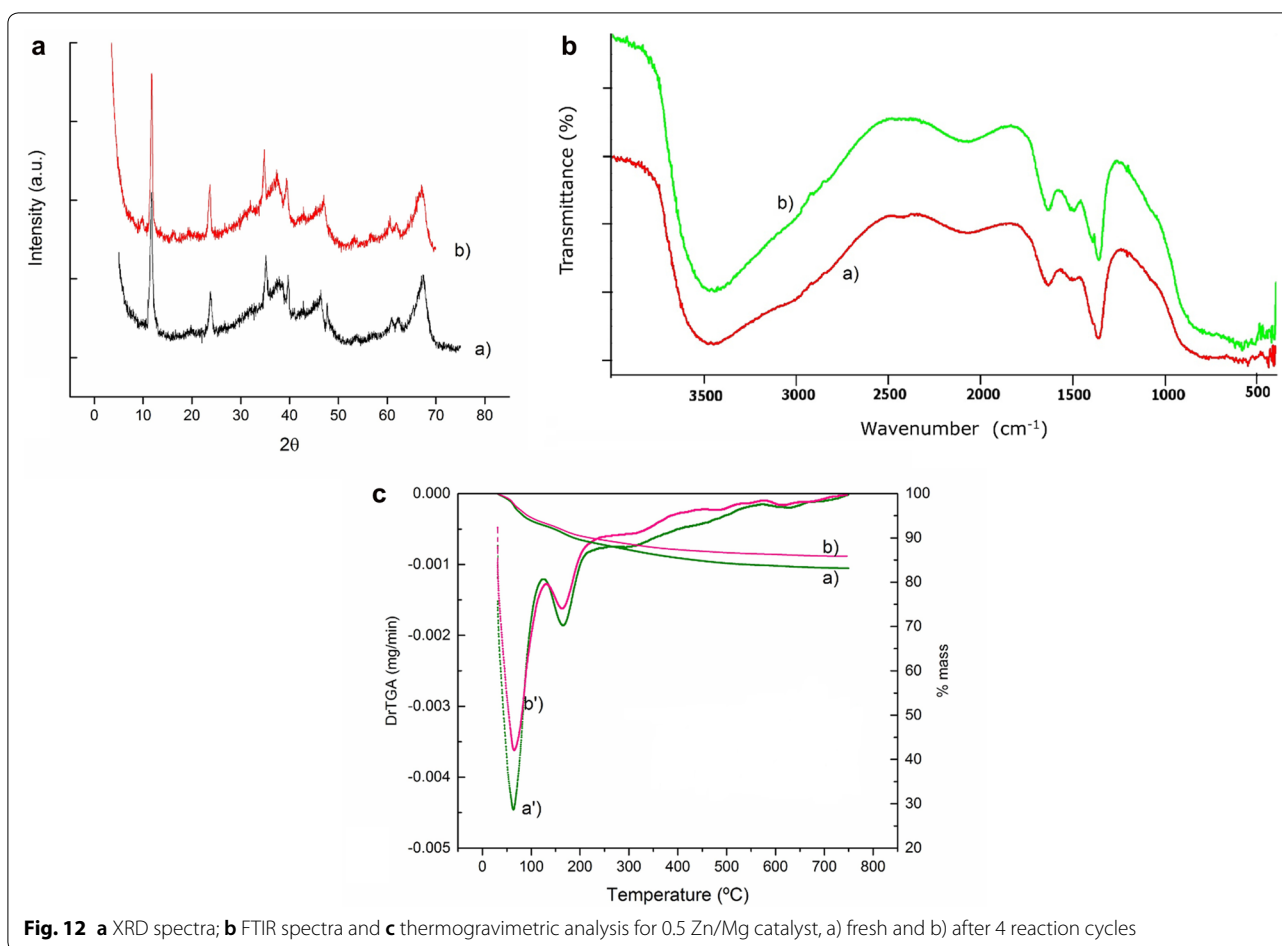 a
Intensity (a.u.)
b)
a)
0 10 20 30 40 50 60 70 80
2θ
b
Transmittance (%)
b)
a)
3500 3000 2500 2000 1500 1000 500
Wavenumber (cm-1)
c
0.000
-0.001
-0.002
-0.003
-0.004
-0.005
DrTGA (mg/min)
b)
a)
b')
a')
100
90
80
70
60
50
40
30
20
% mass
0 100 200 300 400 500 600 700 800
Temperature (ºC)
Fig. 12 a XRD spectra; b FTIR spectra and c thermogravimetric analysis for 0.5 Zn/Mg catalyst, a) fresh and b) after 4 reaction cycles